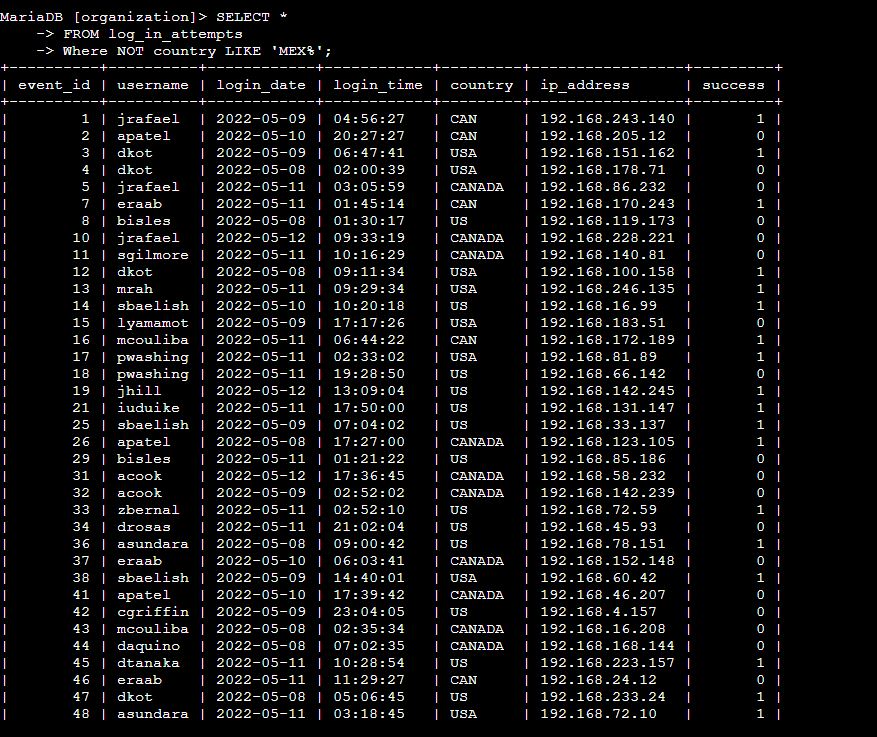 MariaDB [organization]> SELECT *
    -> FROM log_in_attempts
    -> Where NOT country LIKE 'MEX%';
+----------+----------+------------+------------+---------+-----------------+---------+
| event_id | username | login_date | login_time | country | ip_address      | success |
+----------+----------+------------+------------+---------+-----------------+---------+
|        1 | jrafael  | 2022-05-09 | 04:56:27   | CAN     | 192.168.243.140 |       1 |
|        2 | apatel   | 2022-05-10 | 20:27:27   | CAN     | 192.168.205.12  |       0 |
|        3 | dkot     | 2022-05-09 | 06:47:41   | USA     | 192.168.151.162 |       1 |
|        4 | dkot     | 2022-05-08 | 02:00:39   | USA     | 192.168.178.71  |       0 |
|        5 | jrafael  | 2022-05-11 | 03:05:59   | CANADA  | 192.168.86.232  |       0 |
|        7 | eraab    | 2022-05-11 | 01:45:14   | CAN     | 192.168.170.243 |       1 |
|        8 | bisles   | 2022-05-08 | 01:30:17   | US      | 192.168.119.173 |       0 |
|       10 | jrafael  | 2022-05-12 | 09:33:19   | CANADA  | 192.168.228.221 |       0 |
|       11 | sgilmore | 2022-05-11 | 10:16:29   | CANADA  | 192.168.140.81  |       0 |
|       12 | dkot     | 2022-05-08 | 09:11:34   | USA     | 192.168.100.158 |       1 |
|       13 | mrah     | 2022-05-11 | 09:29:34   | USA     | 192.168.246.135 |       1 |
|       14 | sbaelish | 2022-05-10 | 10:20:18   | US      | 192.168.16.99   |       1 |
|       15 | lyamamot | 2022-05-09 | 17:17:26   | USA     | 192.168.183.51  |       0 |
|       16 | mcouliba | 2022-05-11 | 06:44:22   | CAN     | 192.168.172.189 |       1 |
|       17 | pwashing | 2022-05-11 | 02:33:02   | USA     | 192.168.81.89   |       1 |
|       18 | pwashing | 2022-05-11 | 19:28:50   | US      | 192.168.66.142  |       0 |
|       19 | jhill    | 2022-05-12 | 13:09:04   | US      | 192.168.142.245 |       1 |
|       21 | iuduike  | 2022-05-11 | 17:50:00   | US      | 192.168.131.147 |       1 |
|       25 | sbaelish | 2022-05-09 | 07:04:02   | US      | 192.168.33.137  |       1 |
|       26 | apatel   | 2022-05-08 | 17:27:00   | CANADA  | 192.168.123.105 |       1 |
|       29 | bisles   | 2022-05-11 | 01:21:22   | US      | 192.168.85.186  |       0 |
|       31 | acook    | 2022-05-12 | 17:36:45   | CANADA  | 192.168.58.232  |       0 |
|       32 | acook    | 2022-05-09 | 02:52:02   | CANADA  | 192.168.142.239 |       0 |
|       33 | zbernal  | 2022-05-11 | 02:52:10   | US      | 192.168.72.59   |       1 |
|       34 | drosas   | 2022-05-11 | 21:02:04   | US      | 192.168.45.93   |       0 |
|       36 | asundara | 2022-05-08 | 09:00:42   | US      | 192.168.78.151  |       1 |
|       37 | eraab    | 2022-05-10 | 06:03:41   | CANADA  | 192.168.152.148 |       0 |
|       38 | sbaelish | 2022-05-09 | 14:40:01   | USA     | 192.168.60.42   |       1 |
|       41 | apatel   | 2022-05-10 | 17:39:42   | CANADA  | 192.168.46.207  |       0 |
|       42 | cgriffin | 2022-05-09 | 23:04:05   | US      | 192.168.4.157   |       0 |
|       43 | mcouliba | 2022-05-08 | 02:35:34   | CANADA  | 192.168.16.208  |       0 |
|       44 | daquino  | 2022-05-08 | 07:02:35   | CANADA  | 192.168.168.144 |       0 |
|       45 | dtanaka  | 2022-05-11 | 10:28:54   | US      | 192.168.223.157 |       1 |
|       46 | eraab    | 2022-05-11 | 11:29:27   | CAN     | 192.168.24.12   |       0 |
|       47 | dkot     | 2022-05-08 | 05:06:45   | US      | 192.168.233.24  |       1 |
|       48 | asundara | 2022-05-11 | 03:18:45   | USA     | 192.168.72.10   |       1 |